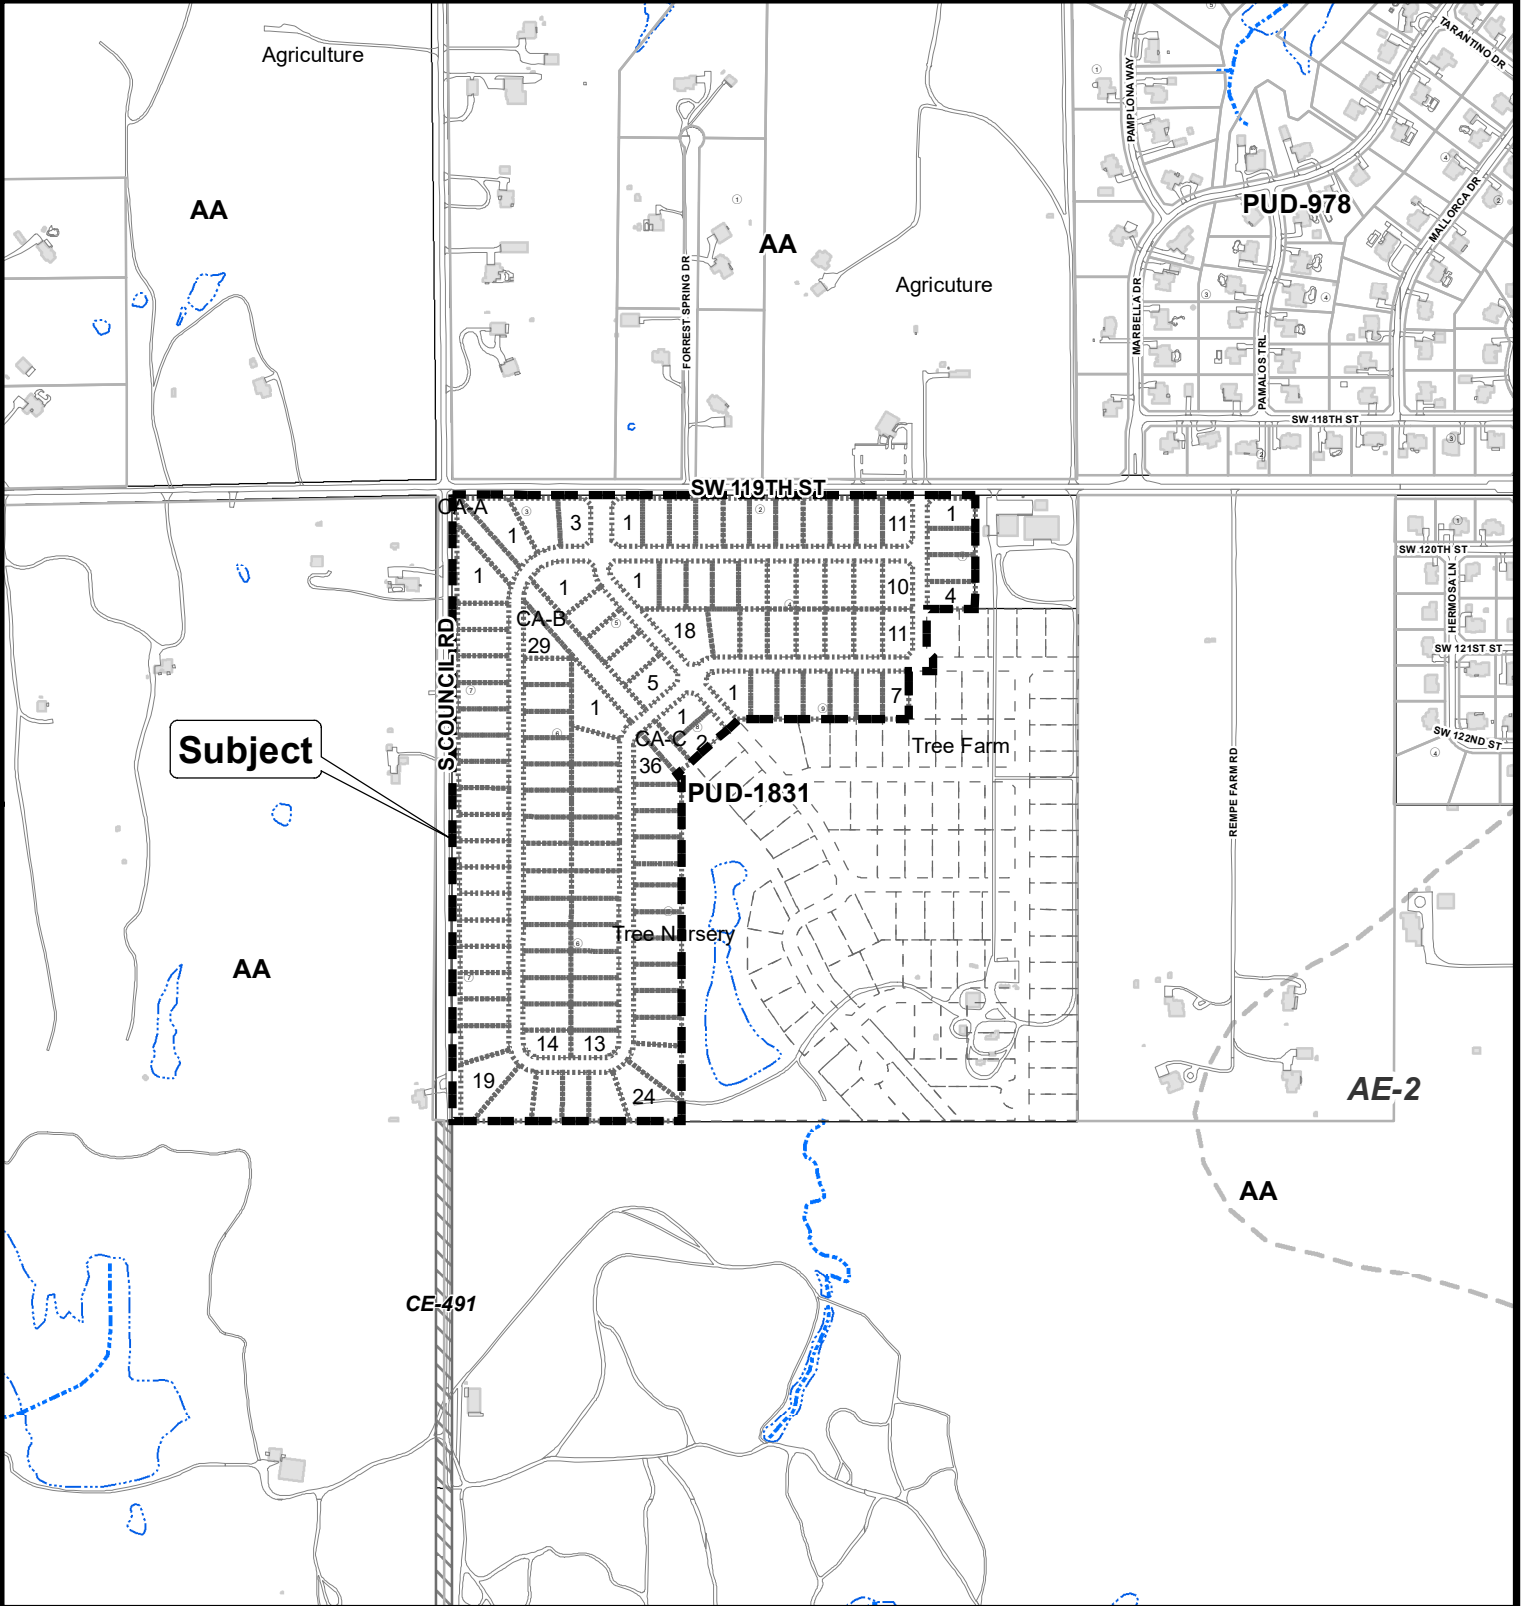 TARANTINO DR
Agriculture
PAMPLONA WAY
AA
PUD-978
MALLORCA DR
AA
Agricuture
FORREST SPRING DR
MARBELLA DR
PAMALOS TRL
SW 118TH ST
SW 119TH ST
CA-A
1
3
1
11
1
1
1
1
10
4
SW 120TH ST
HERMOSA LN
CA-B
29
18
11
SW 121ST ST
S COUNCIL RD
5
1
7
1
1
CA-C
2
36
SW 122ND ST
Subject
Tree Farm
PUD-1831
REMPE FARM RD
Tree Nursery
AA
14
13
19
24
AE-2
AA
CE-491